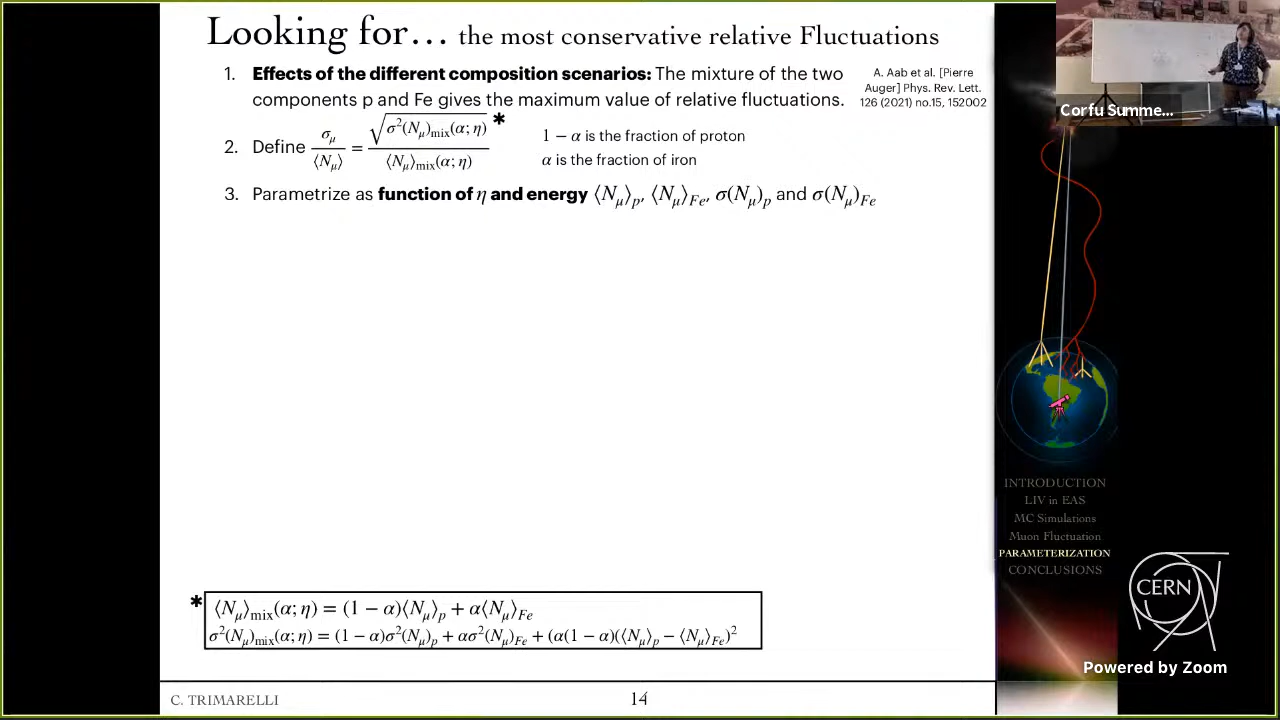 Looking for… the most conservative relative Fluctuations
1. Effects of the different composition scenarios: The mixture of the two
components p and Fe gives the maximum value of relative fluctuations.
A. Aab et al. [Pierre
Auger] Phys. Rev. Lett.
126 (2021) no.15, 152002
2. Define σ_μ/⟨N_μ⟩ = √σ²(N_μ)_mix(α; η) / ⟨N_μ⟩_mix(α; η) *
1 − α is the fraction of proton
α is the fraction of iron
3. Parametrize as function of η and energy ⟨N_μ⟩_p, ⟨N_μ⟩_Fe, σ(N_μ)_p and σ(N_μ)_Fe
* ⟨N_μ⟩_mix(α; η) = (1 − α)⟨N_μ⟩_p + α⟨N_μ⟩_Fe
σ²(N_μ)_mix(α; η) = (1 − α)σ²(N_μ)_p + ασ²(N_μ)_Fe + (α(1 − α)(⟨N_μ⟩_p − ⟨N_μ⟩_Fe)²
C. TRIMARELLI
14
Corfu Summe...
INTRODUCTION
LIV in EAS
MC Simulations
Muon Fluctuation
PARAMETERIZATION
CONCLUSIONS
CERN
Powered by Zoom